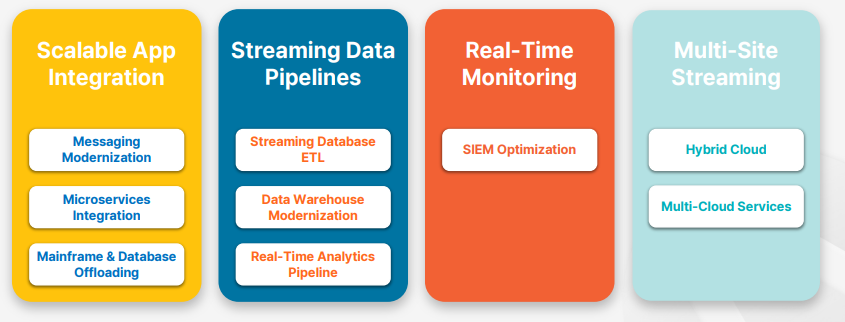 Scalable App
Integration
Messaging
Modernization
Microservices
Integration
Mainframe & Database
Offloading
Streaming Data
Pipelines
Streaming Database
ETL
Data Warehouse
Modernization
Real-Time Analytics
Pipeline
Real-Time
Monitoring
SIEM Optimization
Multi-Site
Streaming
Hybrid Cloud
Multi-Cloud Services